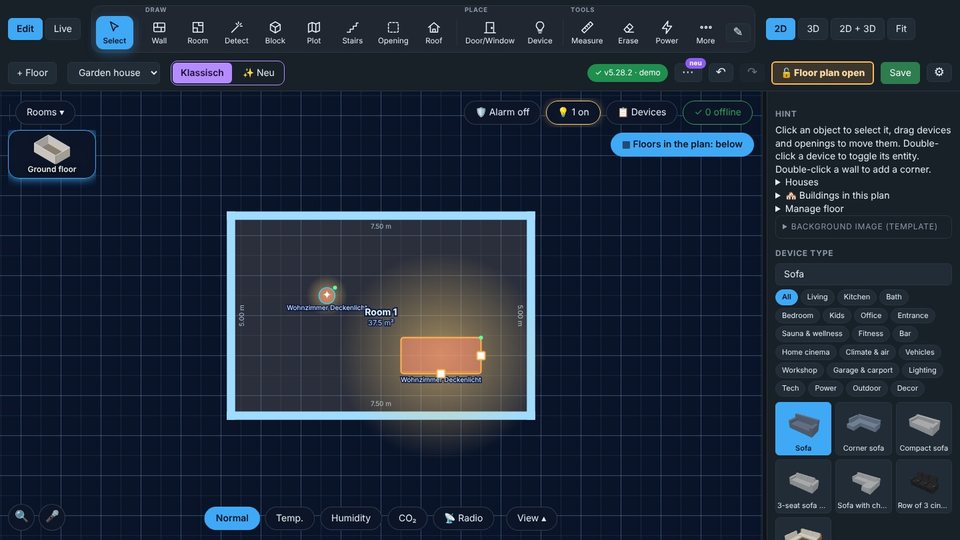 Edit
Live
DRAW
Select
Wall
Room
Detect
Block
Plot
Stairs
Opening
Roof
PLACE
Door/Window
Device
TOOLS
Measure
Erase
Power
More
2D
3D
2D + 3D
Fit
+ Floor
Garden house
Klassisch
✨ Neu
✓ v5.28.2 · demo
neu
Floor plan open
Save
Rooms ▾
Alarm off
1 on
Devices
✓ 0 offline
Floors in the plan: below
Ground floor
7.50 m
5.00 m
Wohnzimmer Deckenlicht
Room 1
37.5 m²
5.00 m
Wohnzimmer Deckenlicht
7.50 m
Normal
Temp.
Humidity
CO₂
Radio
View ▴
HINT
Click an object to select it, drag devices
and openings to move them. Double-
click a device to toggle its entity.
Double-click a wall to add a corner.
Houses
Buildings in this plan
Manage floor
BACKGROUND IMAGE (TEMPLATE)
DEVICE TYPE
Sofa
All
Living
Kitchen
Bath
Bedroom
Kids
Office
Entrance
Sauna & wellness
Fitness
Bar
Home cinema
Climate & air
Vehicles
Workshop
Garage & carport
Lighting
Tech
Power
Outdoor
Decor
Sofa
Corner sofa
Compact sofa
3-seat sofa ...
Sofa with ch...
Row of 3 cin...